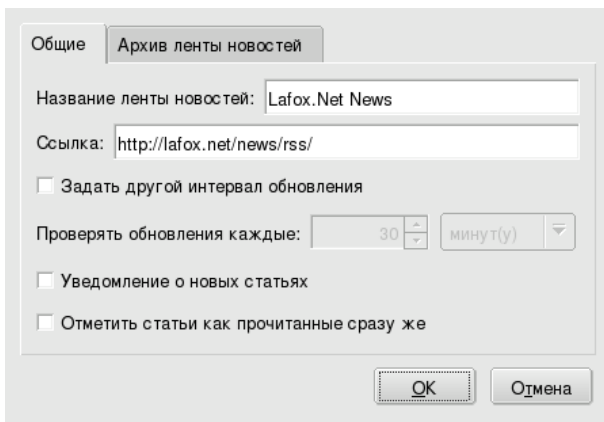 Общие Архив ленты новостей
Название ленты новостей: Lafox.Net News
Ссылка: http://lafox.net/news/rss/
Задать другой интервал обновления
Проверять обновления каждые: 30 минут(у)
Уведомление о новых статьях
Отметить статьи как прочитанные сразу же
OK Отмена